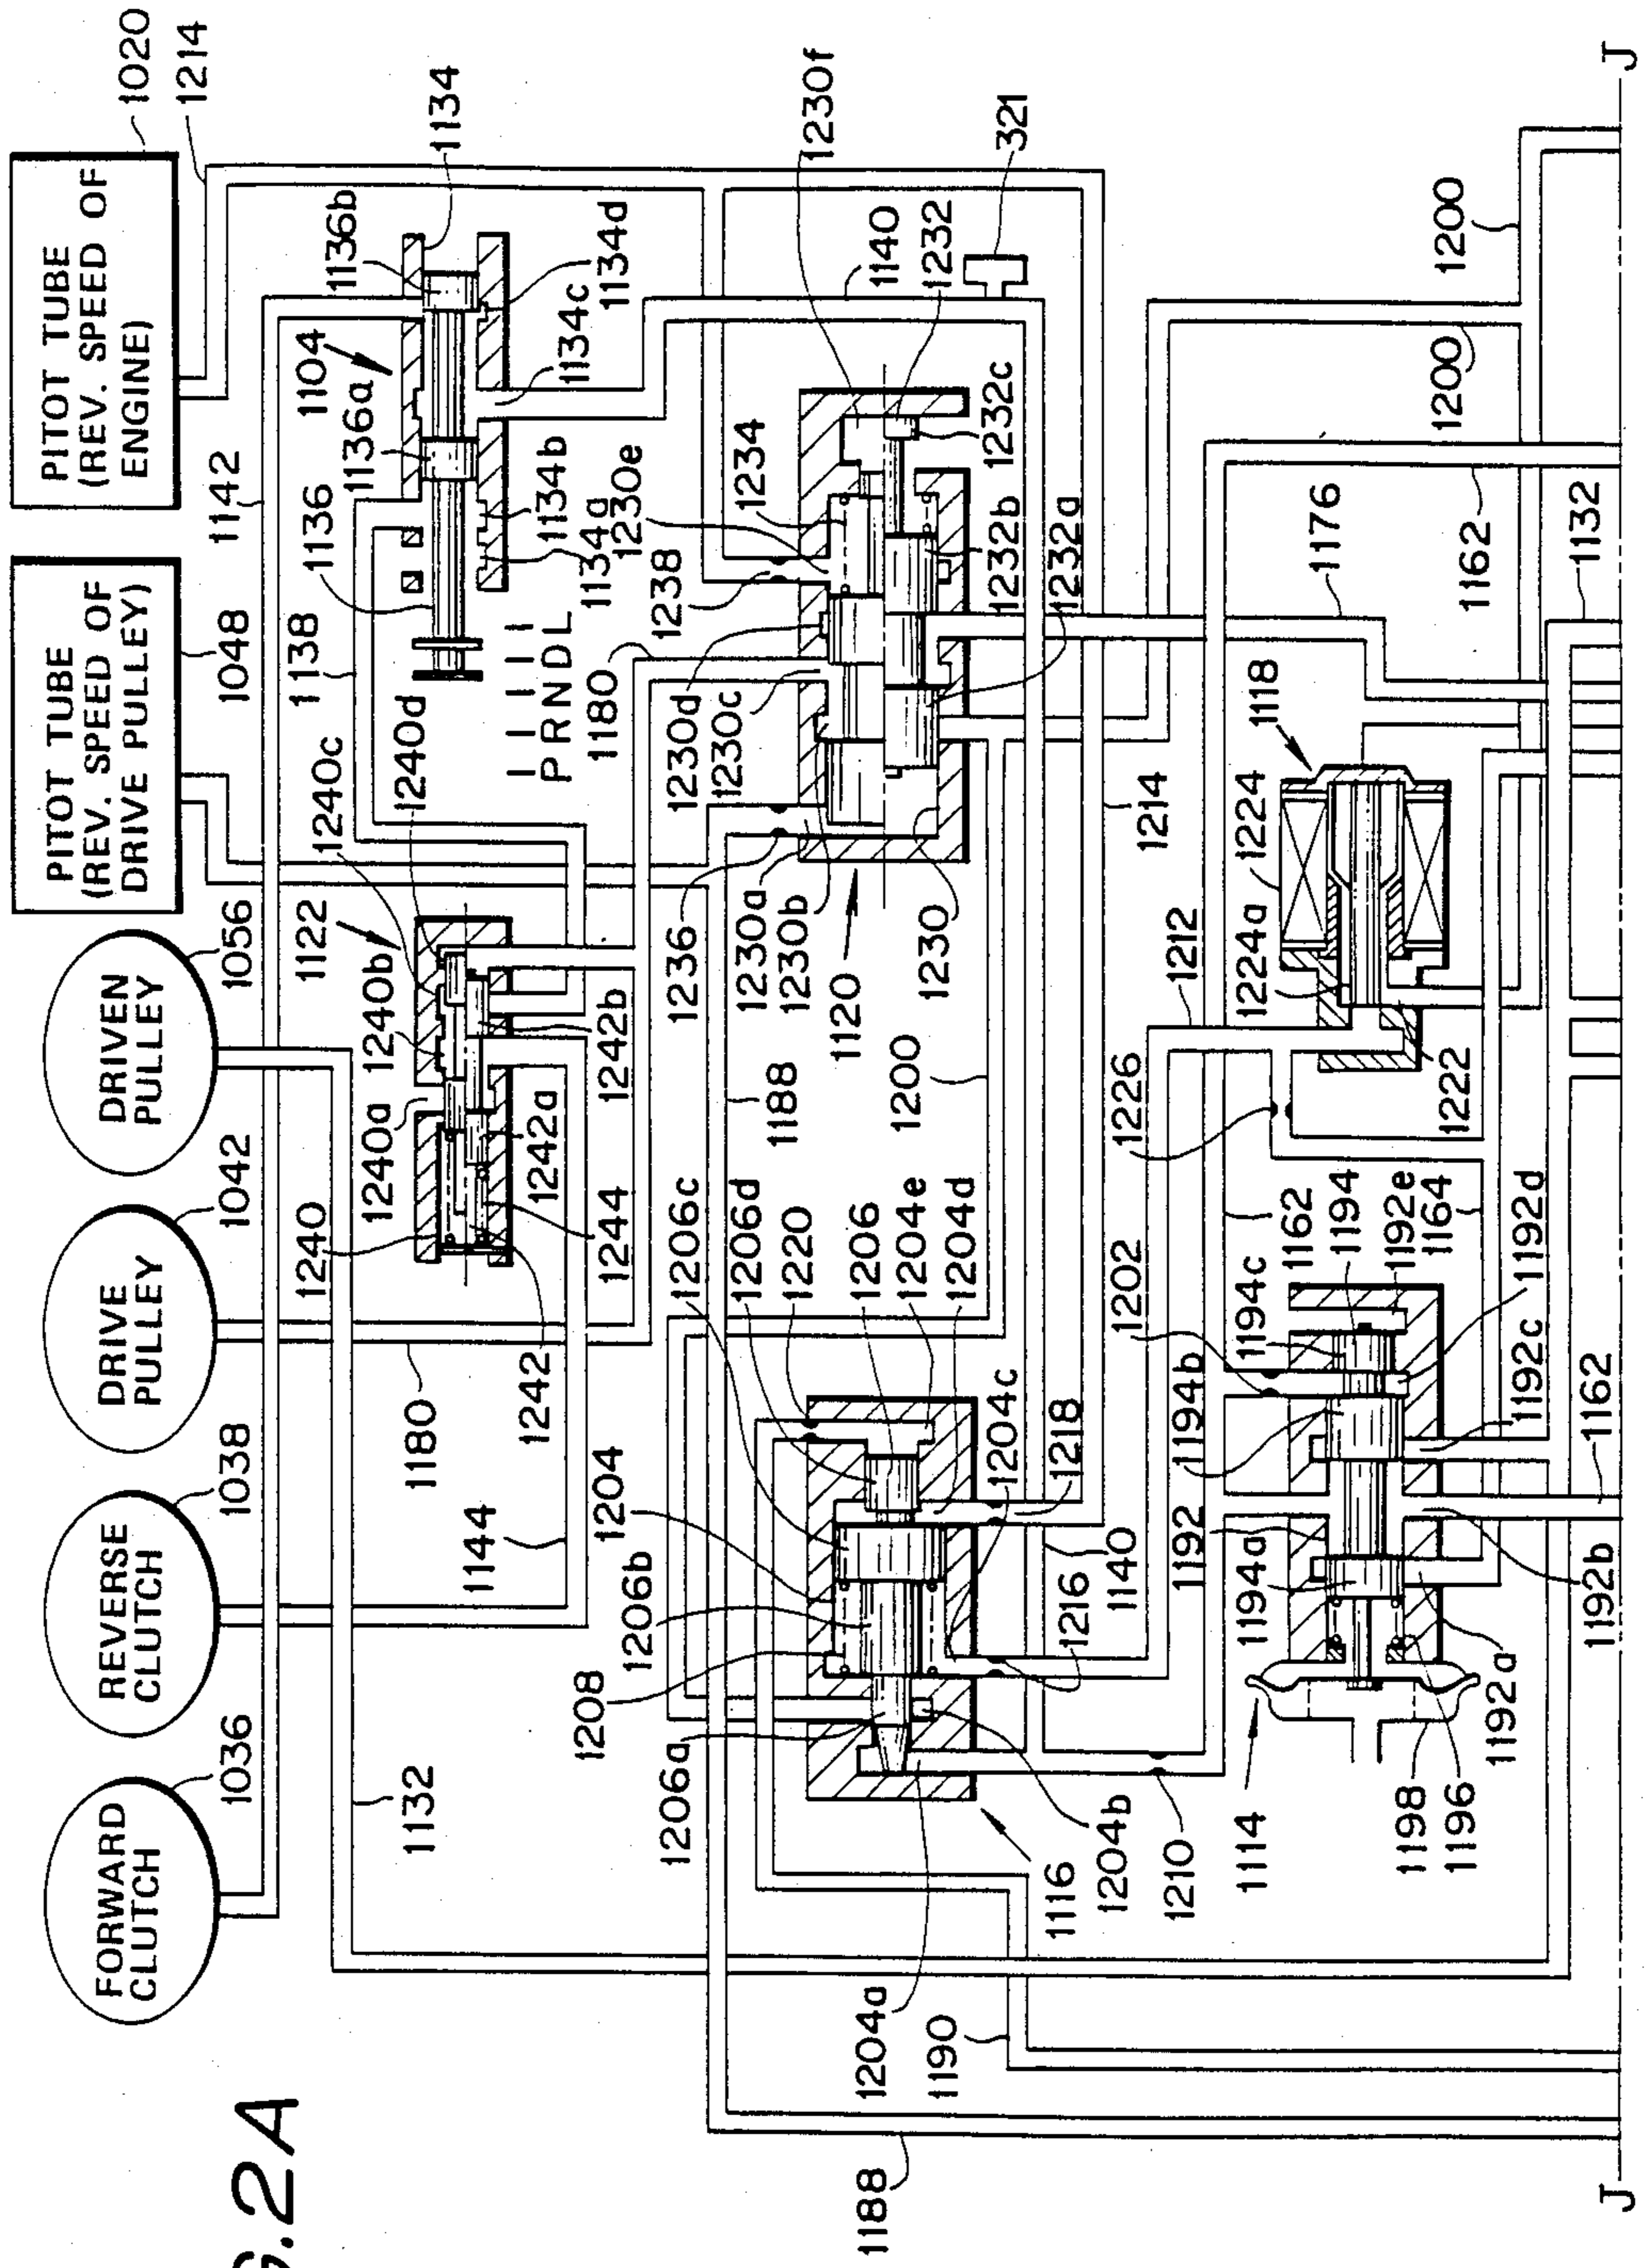 G.2A
FORWARD
CLUTCH
1036
REVERSE
CLUTCH
1038
DRIVE
PULLEY
1042
DRIVEN
PULLEY
1056
PITOT TUBE
(REV. SPEED OF
DRIVE PULLEY)
1048
PITOT TUBE
(REV. SPEED OF
ENGINE)
1020
1214
1132
1144
1180
1242
1240
1240a
1240b
1240c
1240d
1122
1242b
1242a
1244
1138
1142
1136
1136a
1104
1136b
1134
1134a
1134b
1134c
1134d
PRNDL
1180
1238
1230e
1234
1230d
1230c
1236
1230a
1230b
1120
1230
1232b
1232a
1232c
1232
1230f
1140
321
1188
1200
1214
1176
1200
1200
1162
1132
1206a
1208
1206b
1204
1206c
1206d
1220
1206
1204e
1204d
1204c
1218
1140
1216
1204a
1190
1116
1204b
1210
1188
1114
1198
1196
1192a
1194a
1192
1194b
1202
1194c
1162
1194
1192e
1164
1192d
1192c
1162
1192b
1226
1212
1224a
1224
1118
1222
J
J